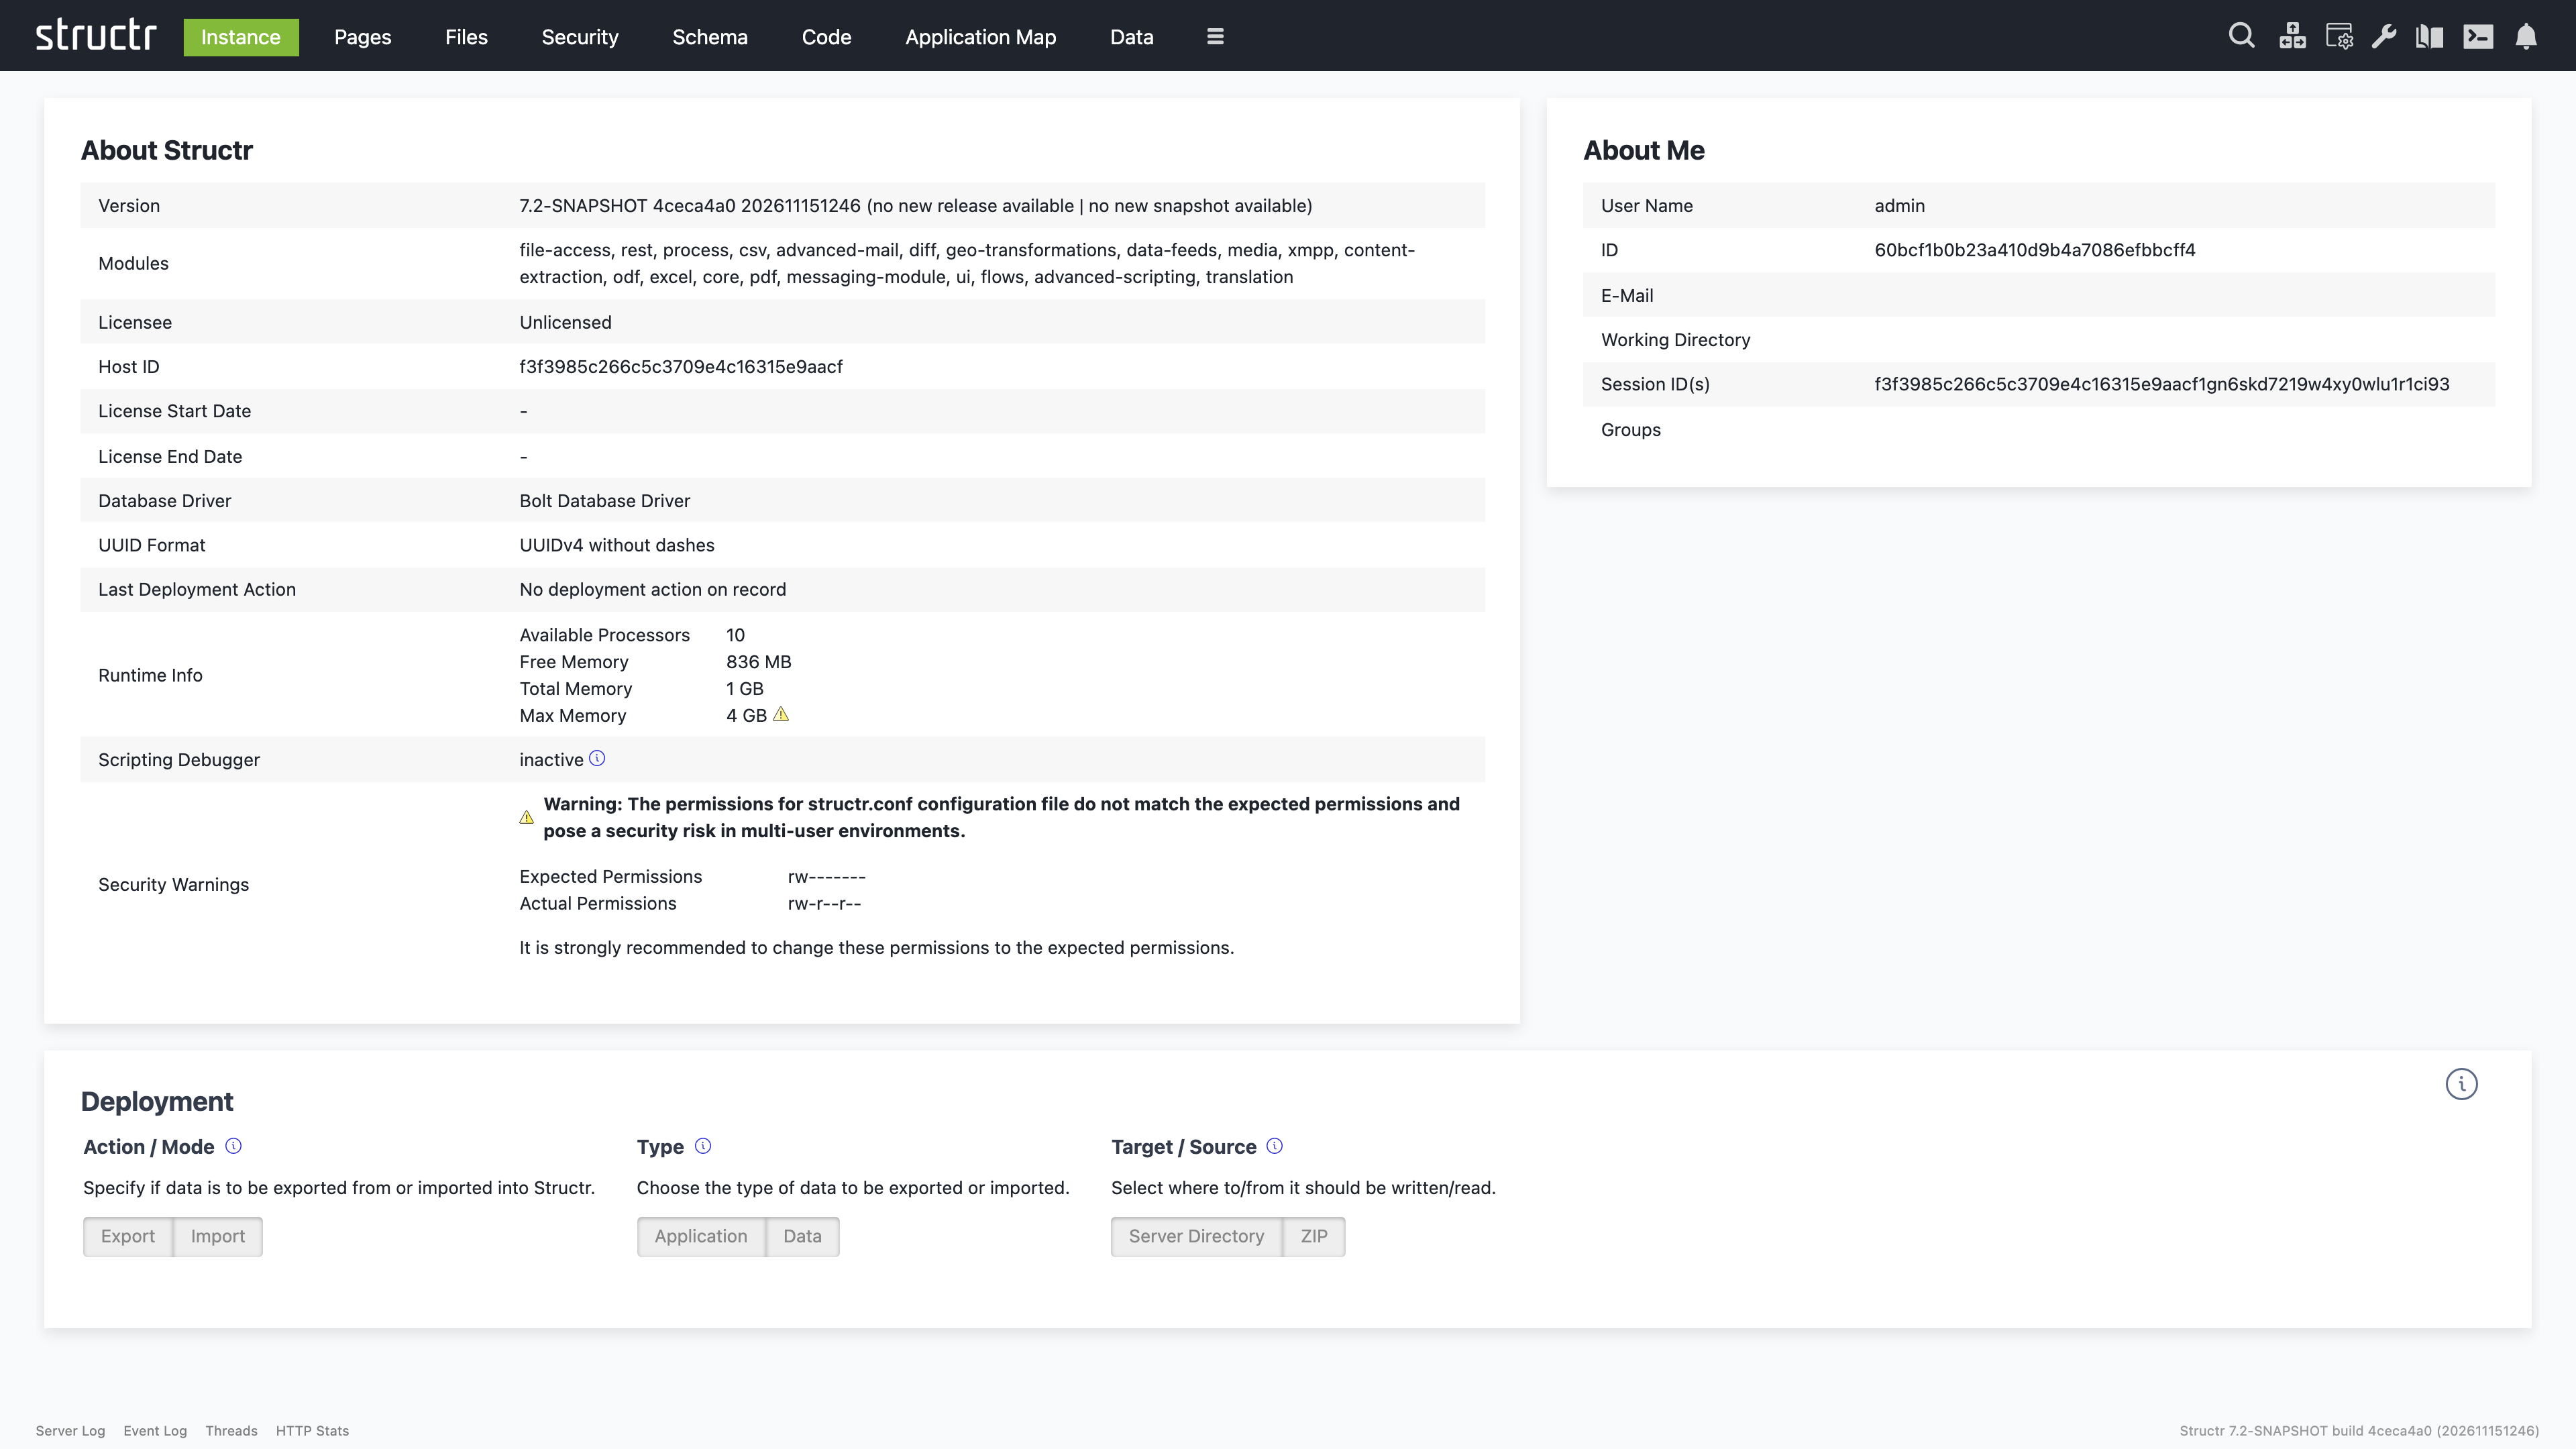 structr Instance Pages Files Security Schema Code Application Map Data
About Structr
Version 7.2-SNAPSHOT 4ceca4a0 202611151246 (no new release available | no new snapshot available)
Modules file-access, rest, process, csv, advanced-mail, diff, geo-transformations, data-feeds, media, xmpp, content-
extraction, odf, excel, core, pdf, messaging-module, ui, flows, advanced-scripting, translation
Licensee Unlicensed
Host ID f3f3985c266c5c3709e4c16315e9aacf
License Start Date -
License End Date -
Database Driver Bolt Database Driver
UUID Format UUIDv4 without dashes
Last Deployment Action No deployment action on record
Runtime Info
Available Processors 10
Free Memory 836 MB
Total Memory 1 GB
Max Memory 4 GB
Scripting Debugger inactive
Security Warnings
Warning: The permissions for structr.conf configuration file do not match the expected permissions and
pose a security risk in multi-user environments.
Expected Permissions rw-------
Actual Permissions rw-r--r--
It is strongly recommended to change these permissions to the expected permissions.
About Me
User Name admin
ID 60bcf1b0b23a410d9b4a7086efbbcff4
E-Mail
Working Directory
Session ID(s) f3f3985c266c5c3709e4c16315e9aacf1gn6skd7219w4xy0wlu1r1ci93
Groups
Deployment
Action / Mode
Specify if data is to be exported from or imported into Structr.
Export Import
Type
Choose the type of data to be exported or imported.
Application Data
Target / Source
Select where to/from it should be written/read.
Server Directory ZIP
Server Log Event Log Threads HTTP Stats
Structr 7.2-SNAPSHOT build 4ceca4a0 (202611151246)